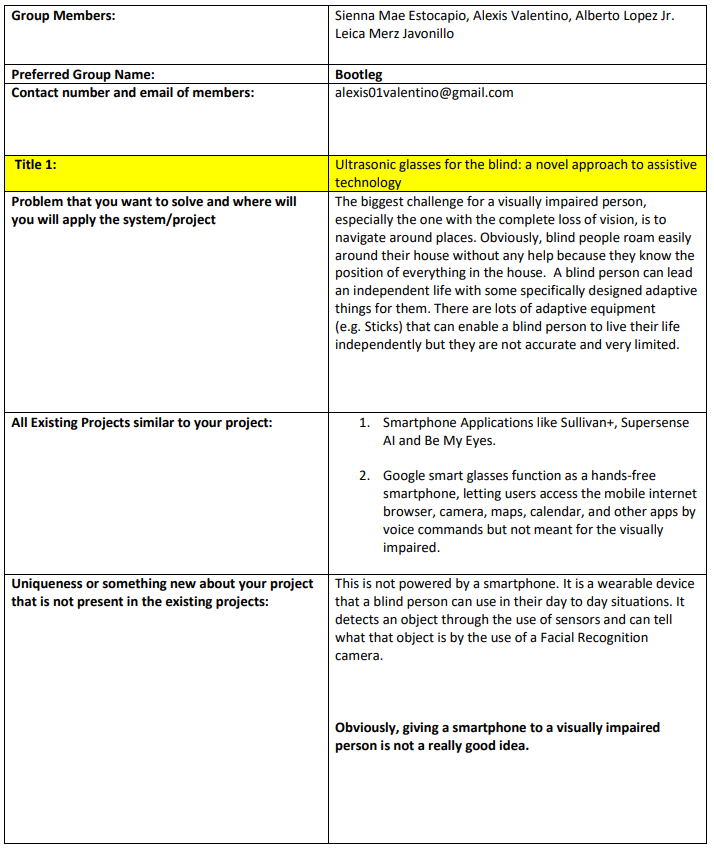 Group Members:
Sienna Mae Estocapio, Alexis Valentino, Alberto Lopez Jr.
Leica Merz Javonillo
Preferred Group Name:
Bootleg
Contact number and email of members:
alexis01valentino@gmail.com
Title 1:
Ultrasonic glasses for the blind: a novel approach to assistive
technology
Problem that you want to solve and where will
you will apply the system/project
The biggest challenge for a visually impaired person,
especially the one with the complete loss of vision, is to
navigate around places. Obviously, blind people roam easily
around their house without any help because they know the
position of everything in the house.  A blind person can lead
an independent life with some specifically designed adaptive
things for them. There are lots of adaptive equipment
(e.g. Sticks) that can enable a blind person to live their life
independently but they are not accurate and very limited.
All Existing Projects similar to your project:
1. Smartphone Applications like Sullivan+, Supersense
AI and Be My Eyes.
2. Google smart glasses function as a hands-free
smartphone, letting users access the mobile internet
browser, camera, maps, calendar, and other apps by
voice commands but not meant for the visually
impaired.
Uniqueness or something new about your project
that is not present in the existing projects:
This is not powered by a smartphone. It is a wearable device
that a blind person can use in their day to day situations. It
detects an object through the use of sensors and can tell
what that object is by the use of a Facial Recognition
camera.
Obviously, giving a smartphone to a visually impaired
person is not a really good idea.